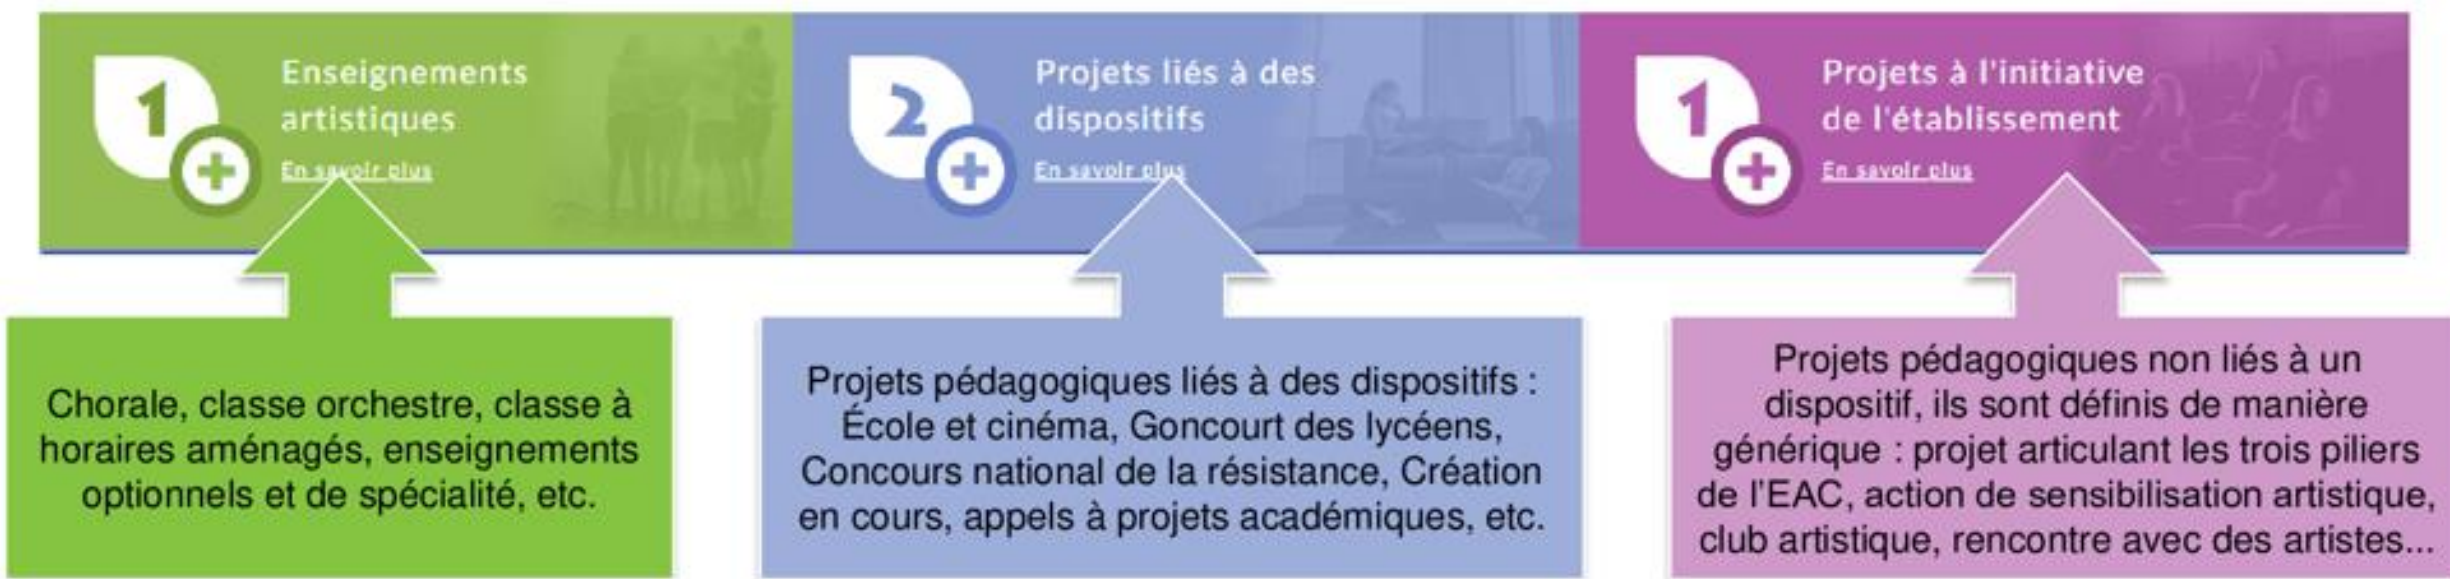 1
Enseignements
artistiques
En savoir plus
2
Projets liés à des
dispositifs
En savoir plus
1
Projets à l'initiative
de l'établissement
En savoir plus
Chorale, classe orchestre, classe à
horaires aménagés, enseignements
optionnels et de spécialité, etc.
Projets pédagogiques liés à des dispositifs :
École et cinéma, Goncourt des lycéens,
Concours national de la résistance, Création
en cours, appels à projets académiques, etc.
Projets pédagogiques non liés à un
dispositif, ils sont définis de manière
générique : projet articulant les trois piliers
de l'EAC, action de sensibilisation artistique,
club artistique, rencontre avec des artistes...